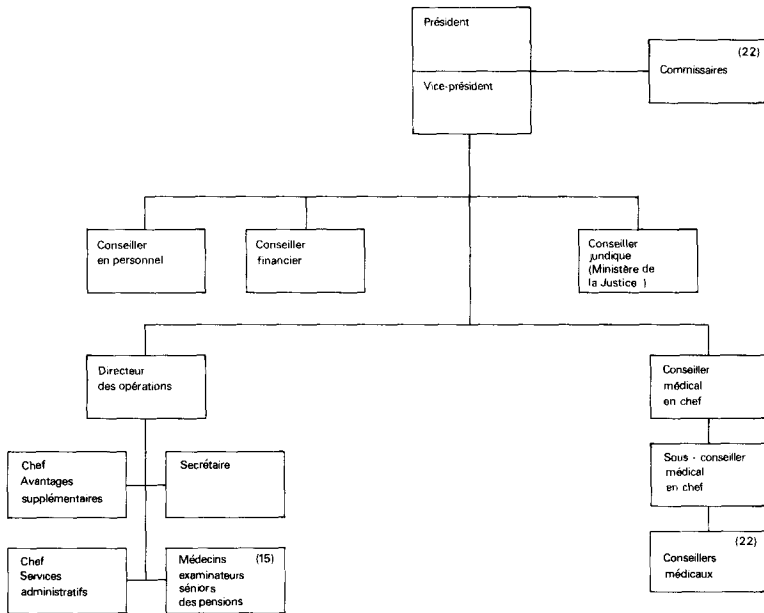 Président
(22)
Commissaires
Vice-président
Conseiller
en personnel
Conseiller
financier
Conseiller
jundique
(Ministère de
la Justice )
Directeur
des opérations
Conseiller
médical
en chef
Chef
Avantages
supplémentaires
Secrétaire
Sous - conseiller
médical
en chef
Chef
Services
administratifs
Médecins (15)
examinateurs
séniors
des pensions
(22)
Conseillers
médicaux